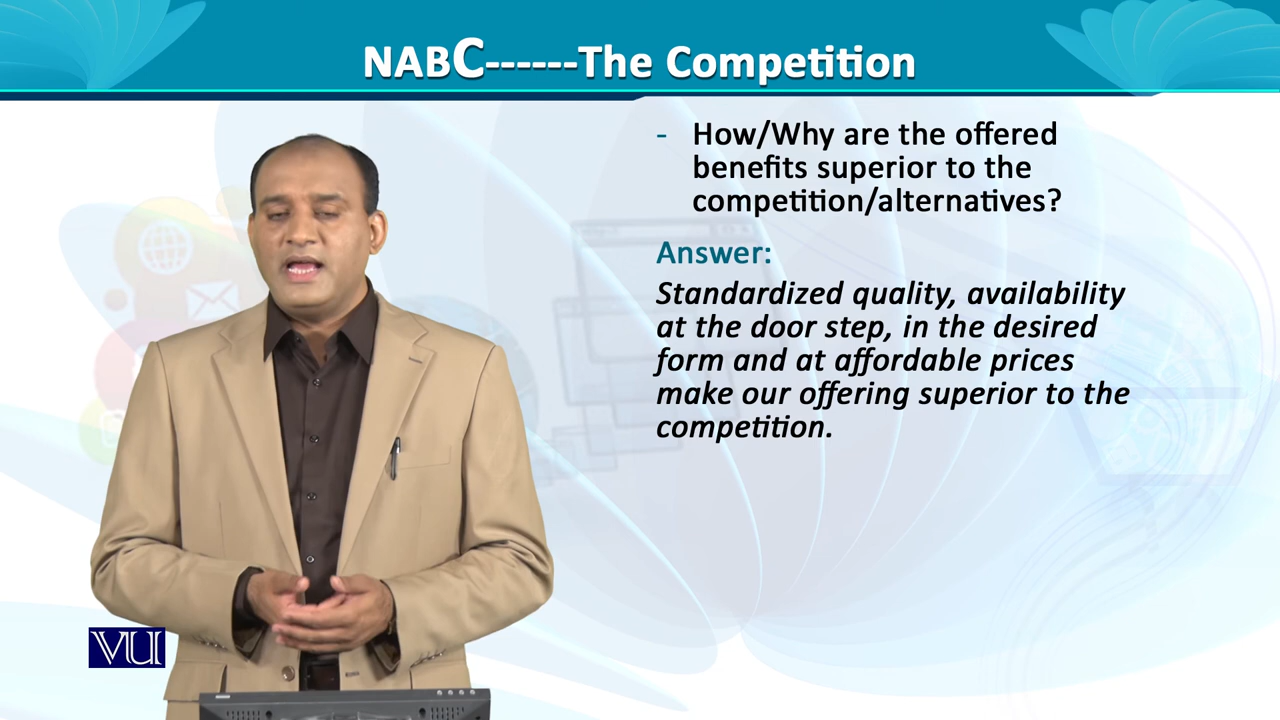 NABC------The Competition
- How/Why are the offered
benefits superior to the
competition/alternatives?
Answer:
Standardized quality, availability
at the door step, in the desired
form and at affordable prices
make our offering superior to the
competition.
VU